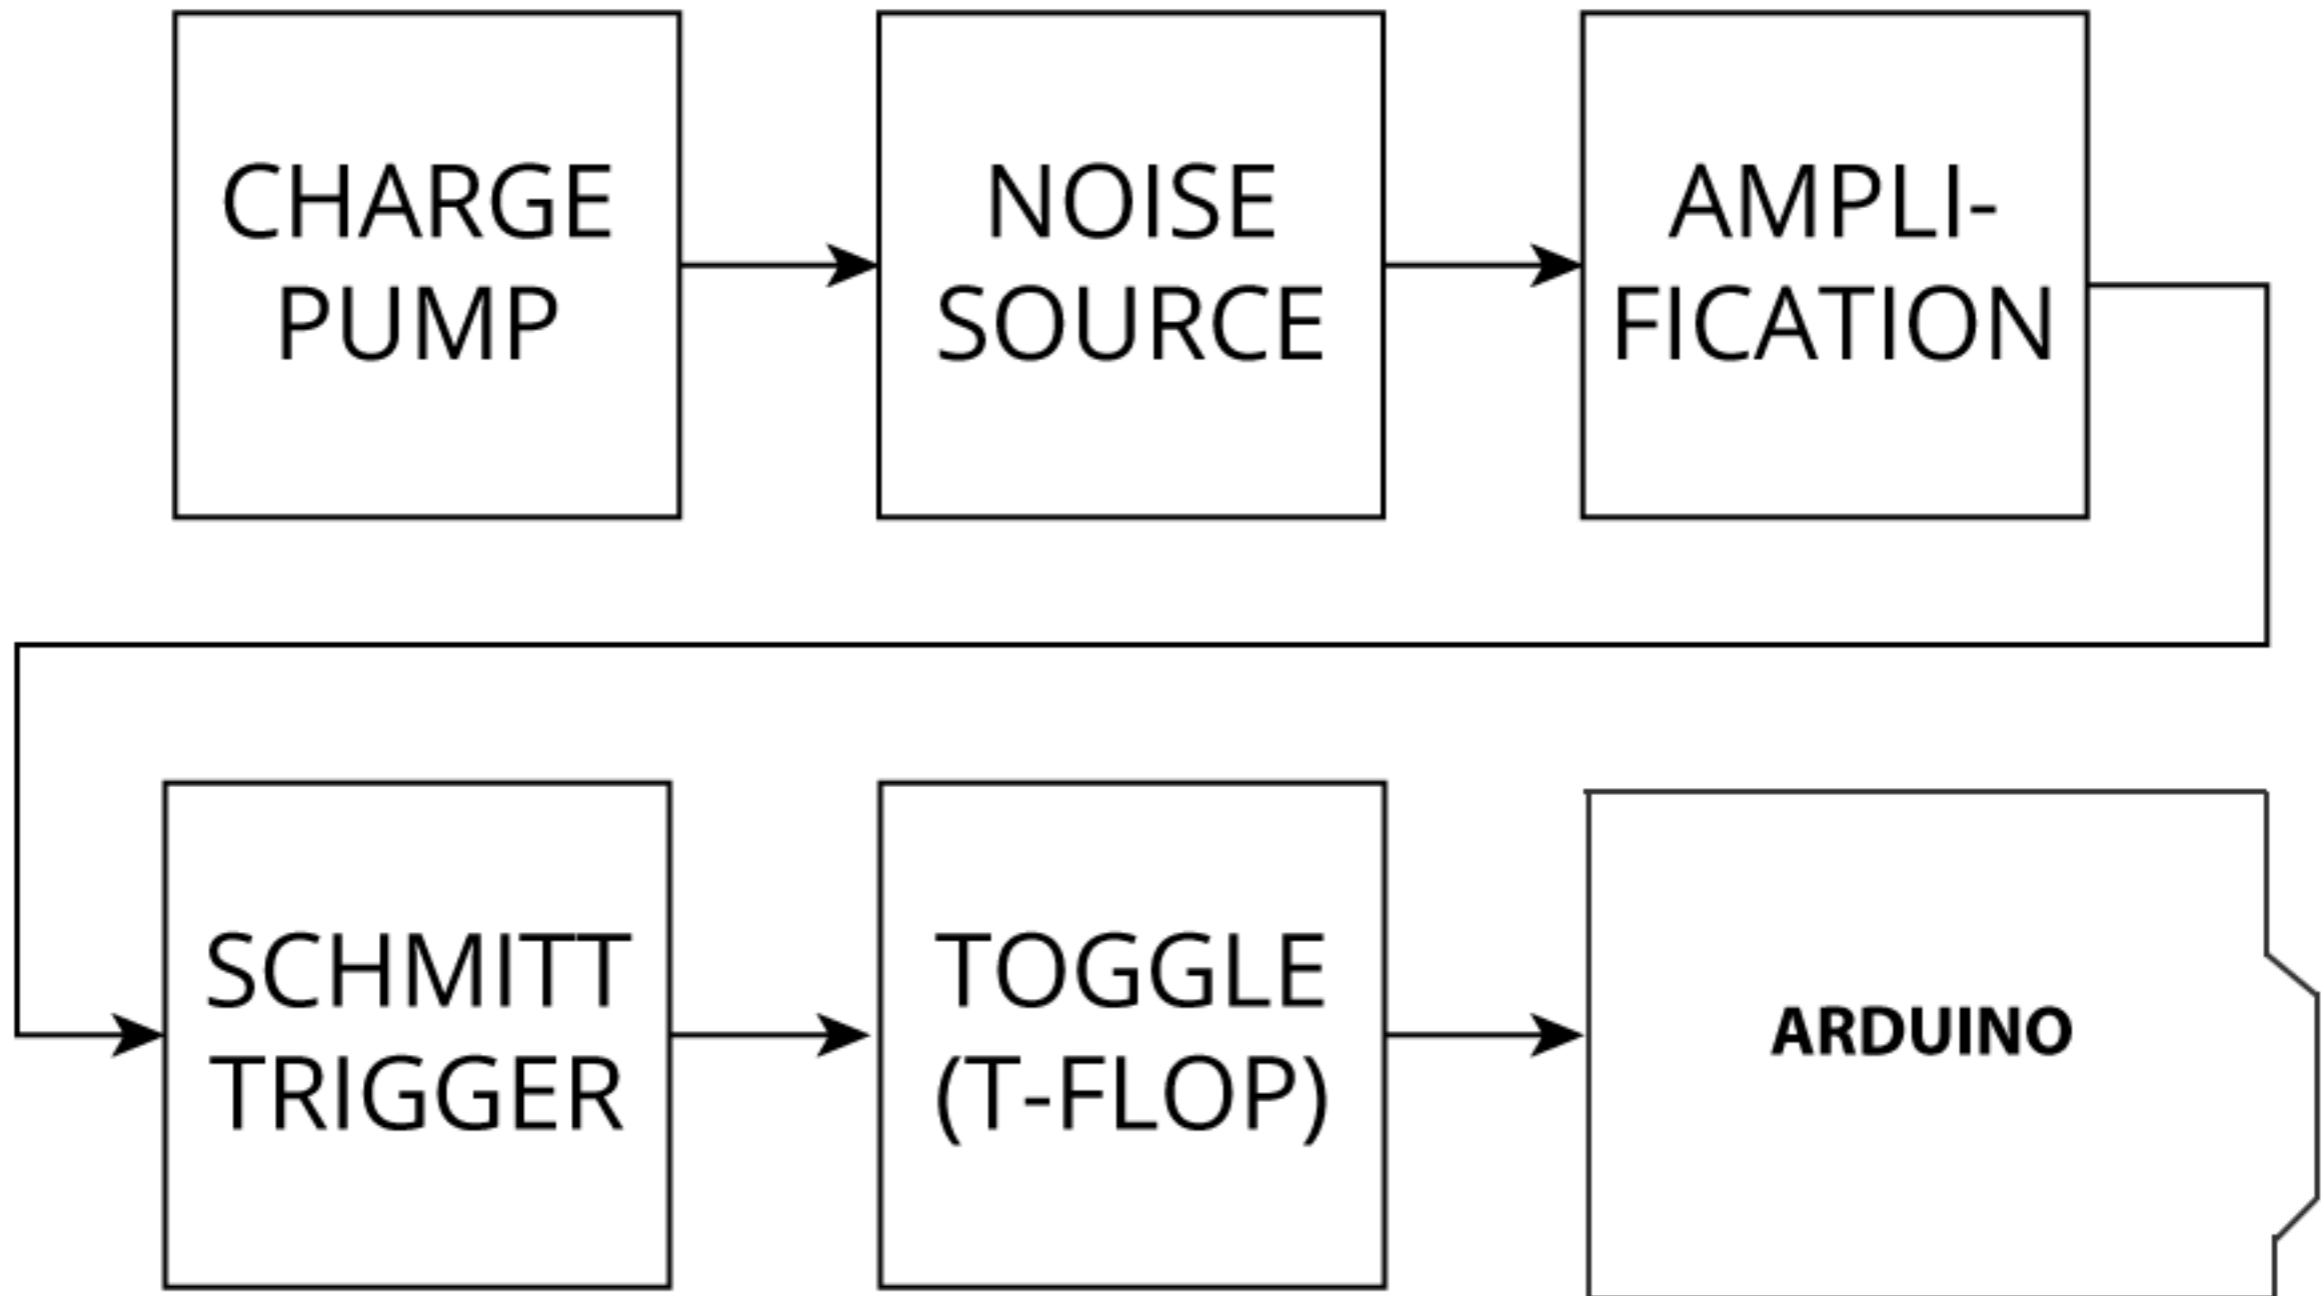 CHARGE
PUMP
NOISE
SOURCE
AMPLI-
FICATION
SCHMITT
TRIGGER
TOGGLE
(T-FLOP)
ARDUINO